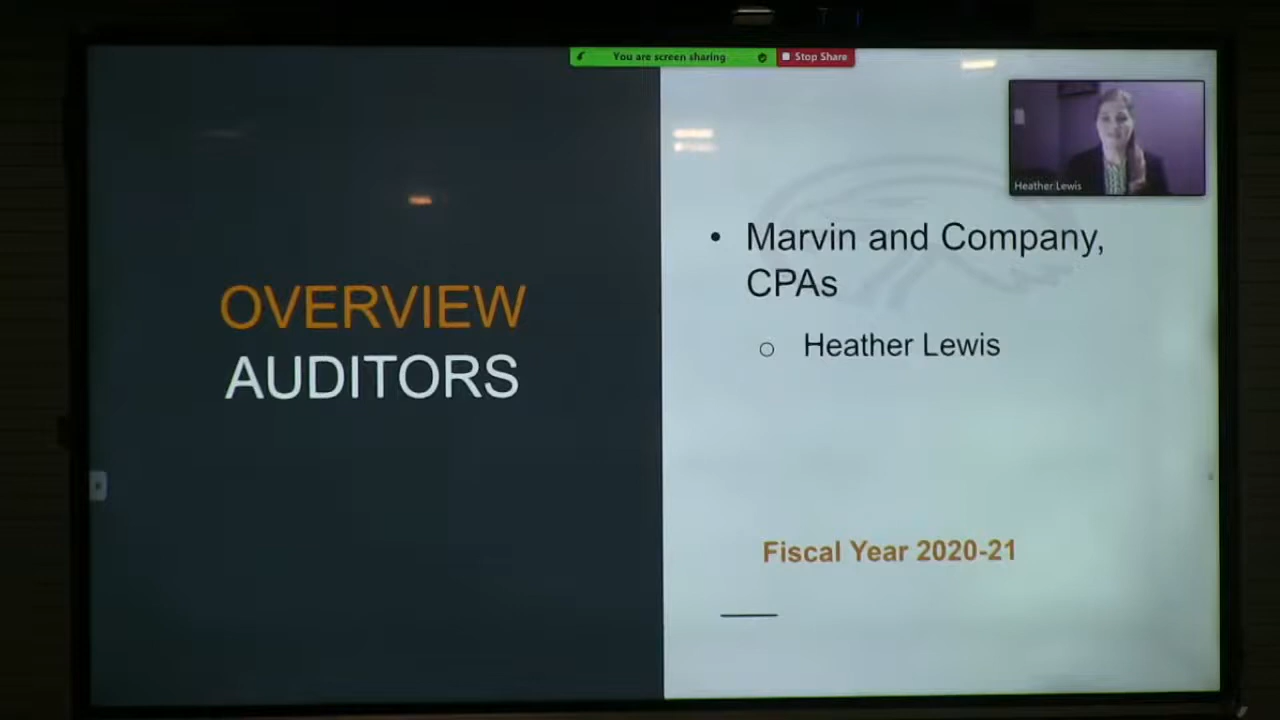 You are screen sharing
Stop Share
Heather Lewis
OVERVIEW
AUDITORS
• Marvin and Company,
CPAs
○ Heather Lewis
Fiscal Year 2020-21